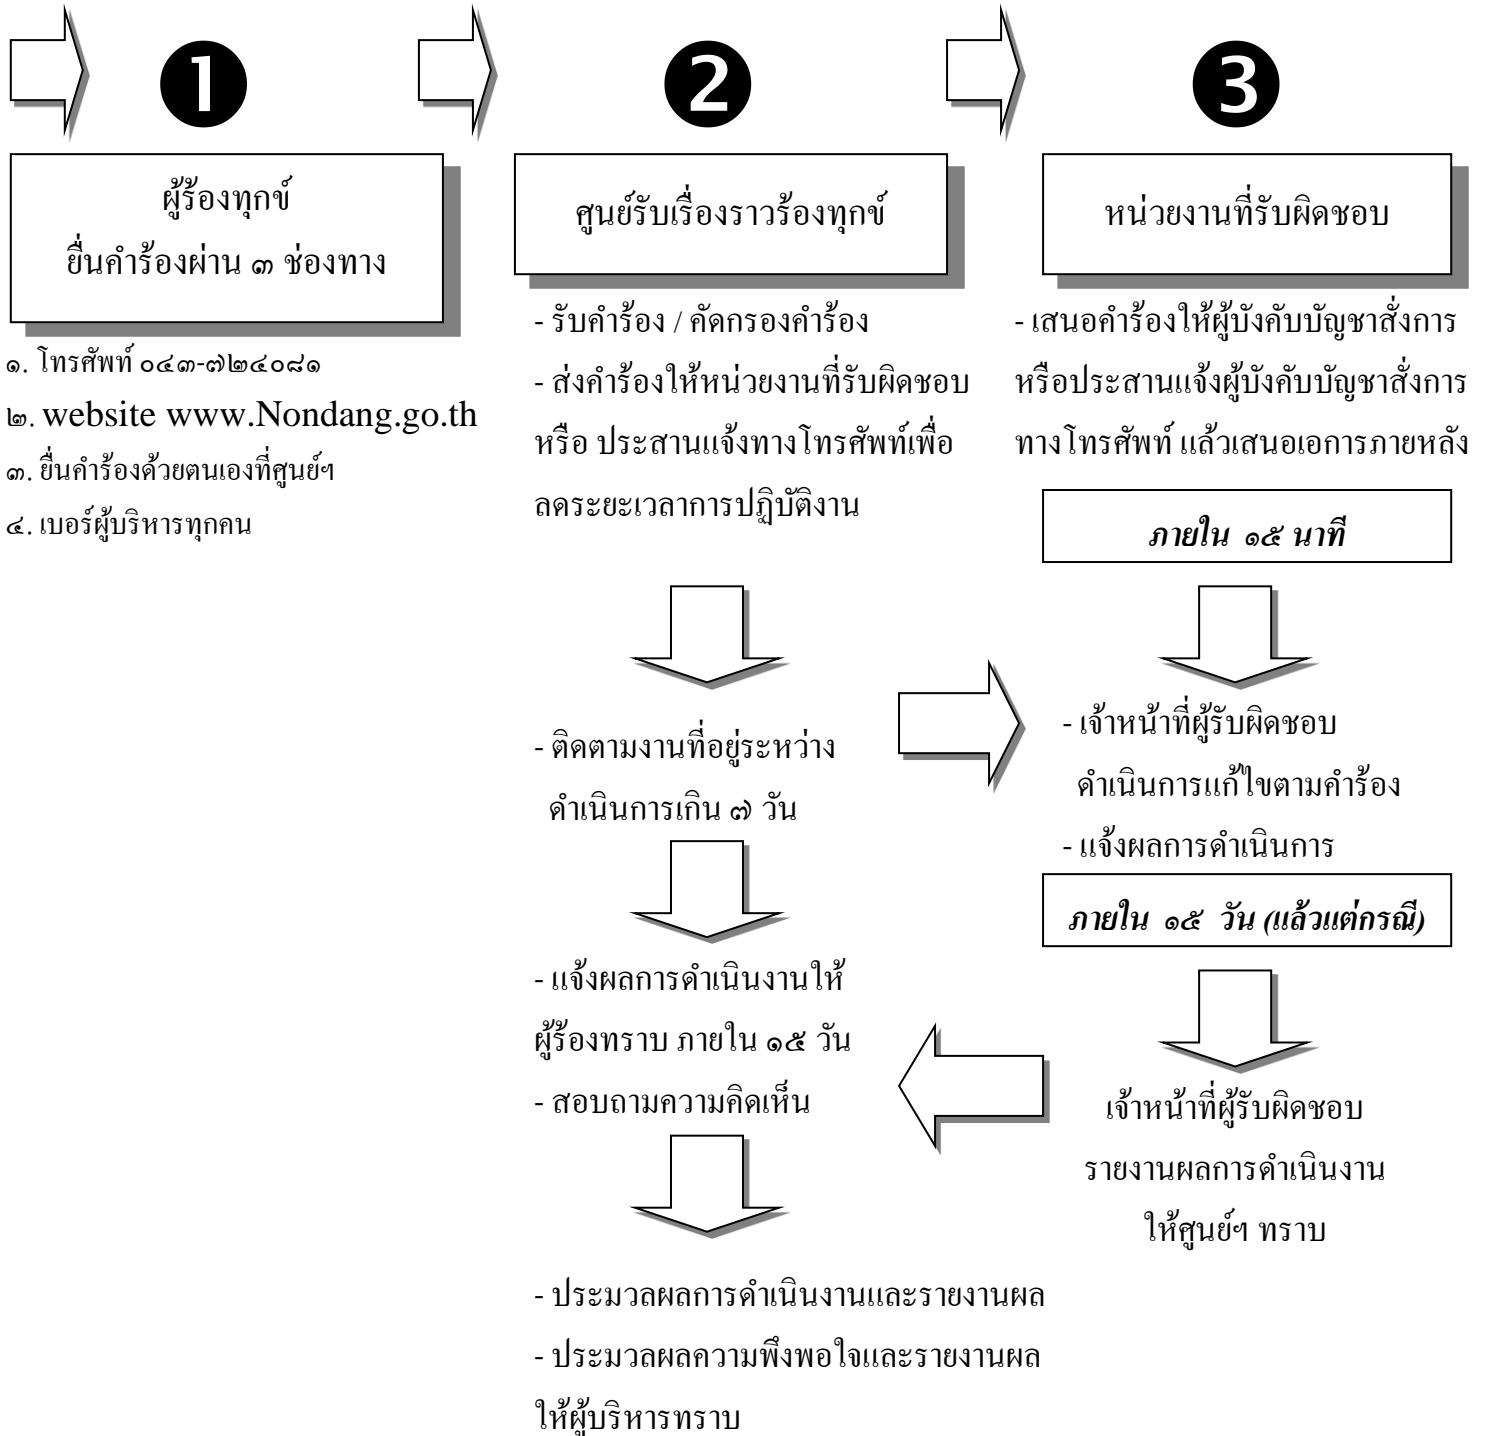 ❶
ผู้ร้องทุกข์
ยื่นคำร้องผ่าน ๓ ช่องทาง
๑. โทรศัพท์ ๐๔๓-๗๒๔๐๘๑
๒. website www.Nondang.go.th
๓. ยื่นคำร้องด้วยตนเองที่ศูนย์ฯ
๔. เบอร์ผู้บริหารทุกคน
❷
ศูนย์รับเรื่องราวร้องทุกข์
- รับคำร้อง / คัดกรองคำร้อง
- ส่งคำร้องให้หน่วยงานที่รับผิดชอบ
หรือ ประสานแจ้งทางโทรศัพท์เพื่อ
ลดระยะเวลาการปฏิบัติงาน
- ติดตามงานที่อยู่ระหว่าง
ดำเนินการเกิน ๗ วัน
- แจ้งผลการดำเนินงานให้
ผู้ร้องทราบ ภายใน ๑๕ วัน
- สอบถามความคิดเห็น
- ประมวลผลการดำเนินงานและรายงานผล
- ประมวลผลความพึงพอใจและรายงานผล
ให้ผู้บริหารทราบ
❸
หน่วยงานที่รับผิดชอบ
- เสนอคำร้องให้ผู้บังคับบัญชาสั่งการ
หรือประสานแจ้งผู้บังคับบัญชาสั่งการ
ทางโทรศัพท์ แล้วเสนอเอการภายหลัง
ภายใน ๑๕ นาที
- เจ้าหน้าที่ผู้รับผิดชอบ
ดำเนินการแก้ไขตามคำร้อง
- แจ้งผลการดำเนินการ
ภายใน ๑๕ วัน (แล้วแต่กรณี)
เจ้าหน้าที่ผู้รับผิดชอบ
รายงานผลการดำเนินงาน
ให้ศูนย์ฯ ทราบ